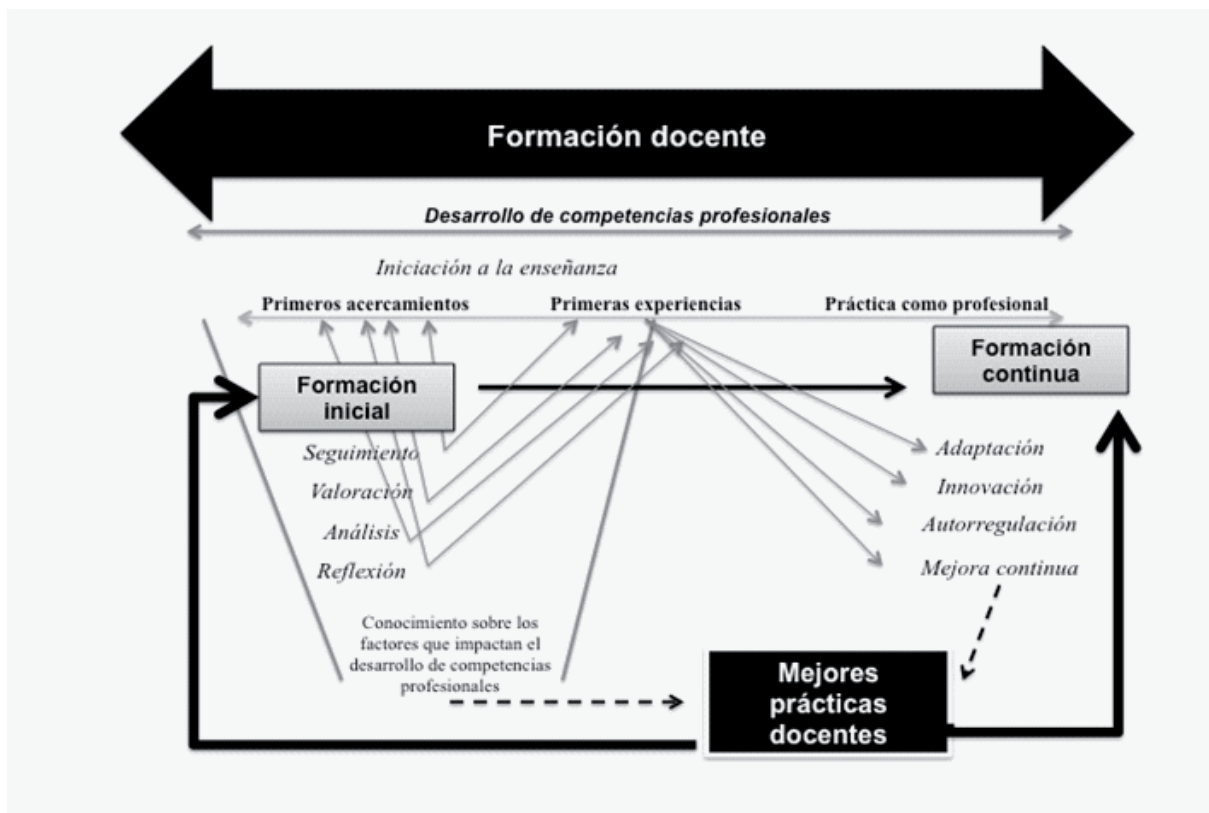 Formación docente
Desarrollo de competencias profesionales
Iniciación a la enseñanza
Primeros acercamientos
Primeras experiencias
Práctica como profesional
Formación
inicial
Formación
continua
Seguimiento
Valoración
Análisis
Reflexión
Adaptación
Innovación
Autorregulación
Mejora continua
Conocimiento sobre los
factores que impactan el
desarrollo de competencias
profesionales
Mejores
prácticas
docentes